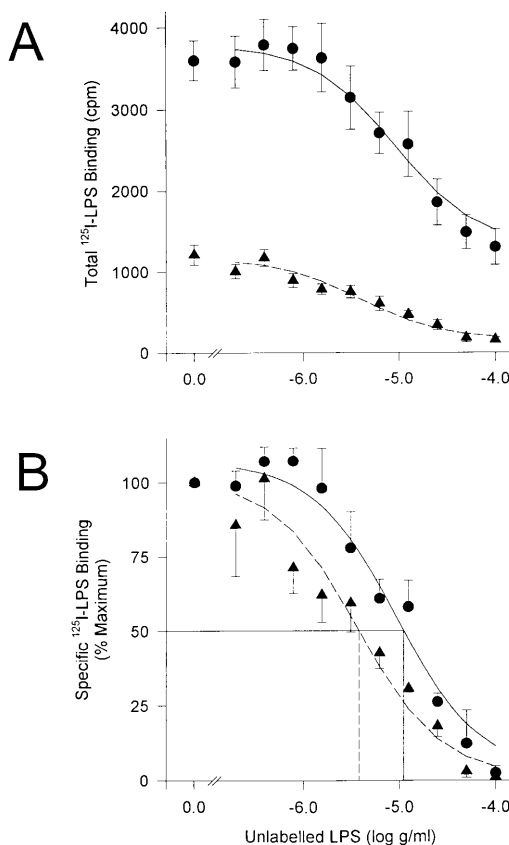 A
Total ¹²⁵I-LPS Binding (cpm)
4000
3000
2000
1000
0
0.0 -6.0 -5.0 -4.0
B
Specific ¹²⁵I-LPS Binding
(% Maximum)
100
75
50
25
0
0.0 -6.0 -5.0 -4.0
Unlabelled LPS (log g/ml)